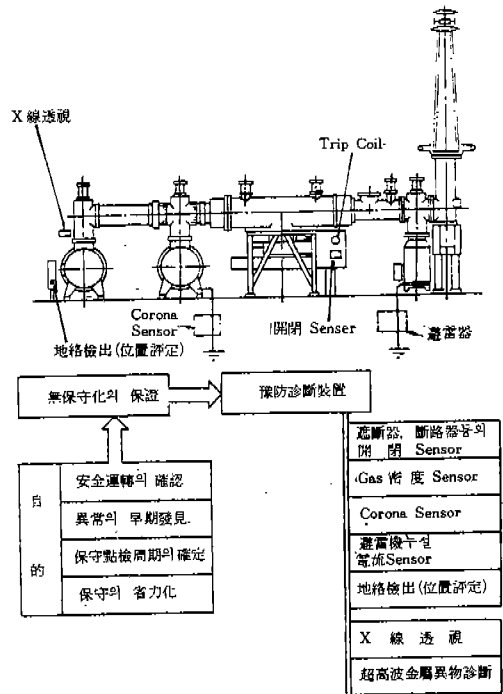 X 線透視
Trip Coil
Corona
Sensor
開閉 Senser
避雷器
地絡檢出(位置評定)
無保守化의 保證
豫防診斷裝置
自
的
安全運轉의 確認
異常의 早期發見
保守點檢周期의 確定
保守의 省力化
遮斷器, 斷路器등의
開 閉 Sensor
Gas 密度 Sensor
Corona Sensor
避雷機누설
電流Sensor
地絡檢出(位置評定)
X 線 透 視
超高波金屬異物診斷